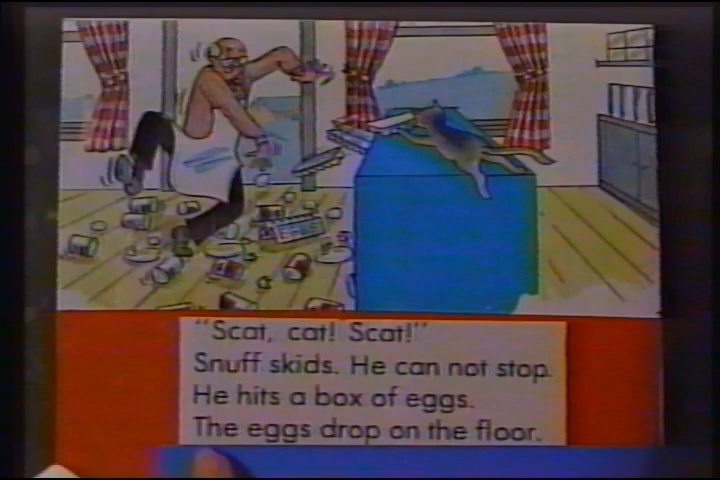 "Scat, cat! Scat!"
Snuff skids. He can not stop.
He hits a box of eggs.
The eggs drop on the floor.